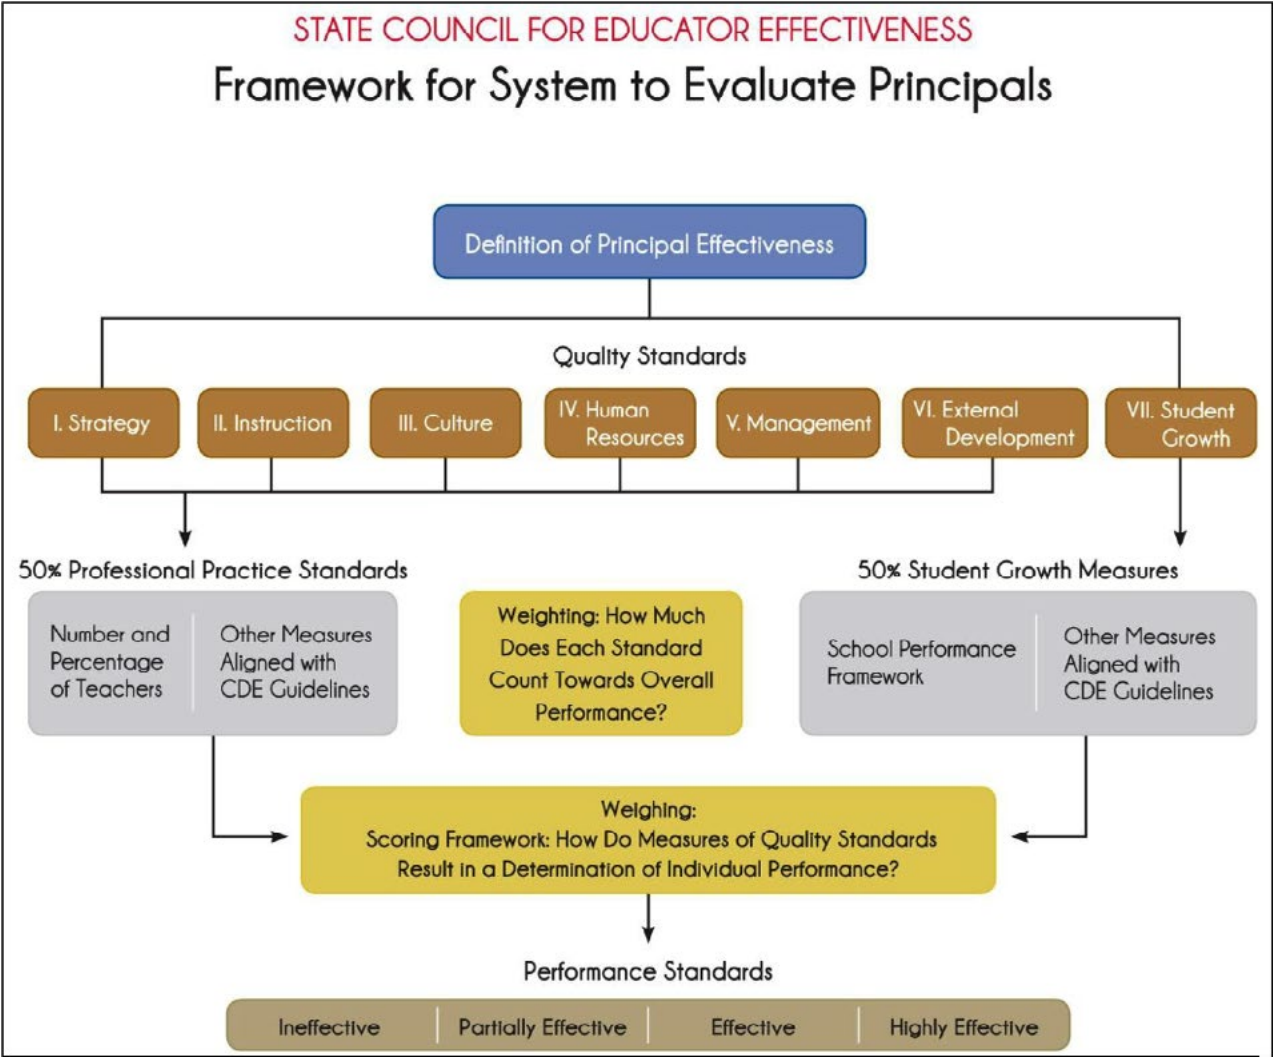 STATE COUNCIL FOR EDUCATOR EFFECTIVENESS
Framework for System to Evaluate Principals
Definition of Principal Effectiveness
Quality Standards
I. Strategy
II. Instruction
III. Culture
IV. Human
Resources
V. Management
VI. External
Development
VII. Student
Growth
50% Professional Practice Standards
Number and
Percentage
of Teachers
Other Measures
Aligned with
CDE Guidelines
Weighting: How Much
Does Each Standard
Count Towards Overall
Performance?
50% Student Growth Measures
School Performance
Framework
Other Measures
Aligned with
CDE Guidelines
Weighing:
Scoring Framework: How Do Measures of Quality Standards
Result in a Determination of Individual Performance?
Performance Standards
Ineffective
Partially Effective
Effective
Highly Effective